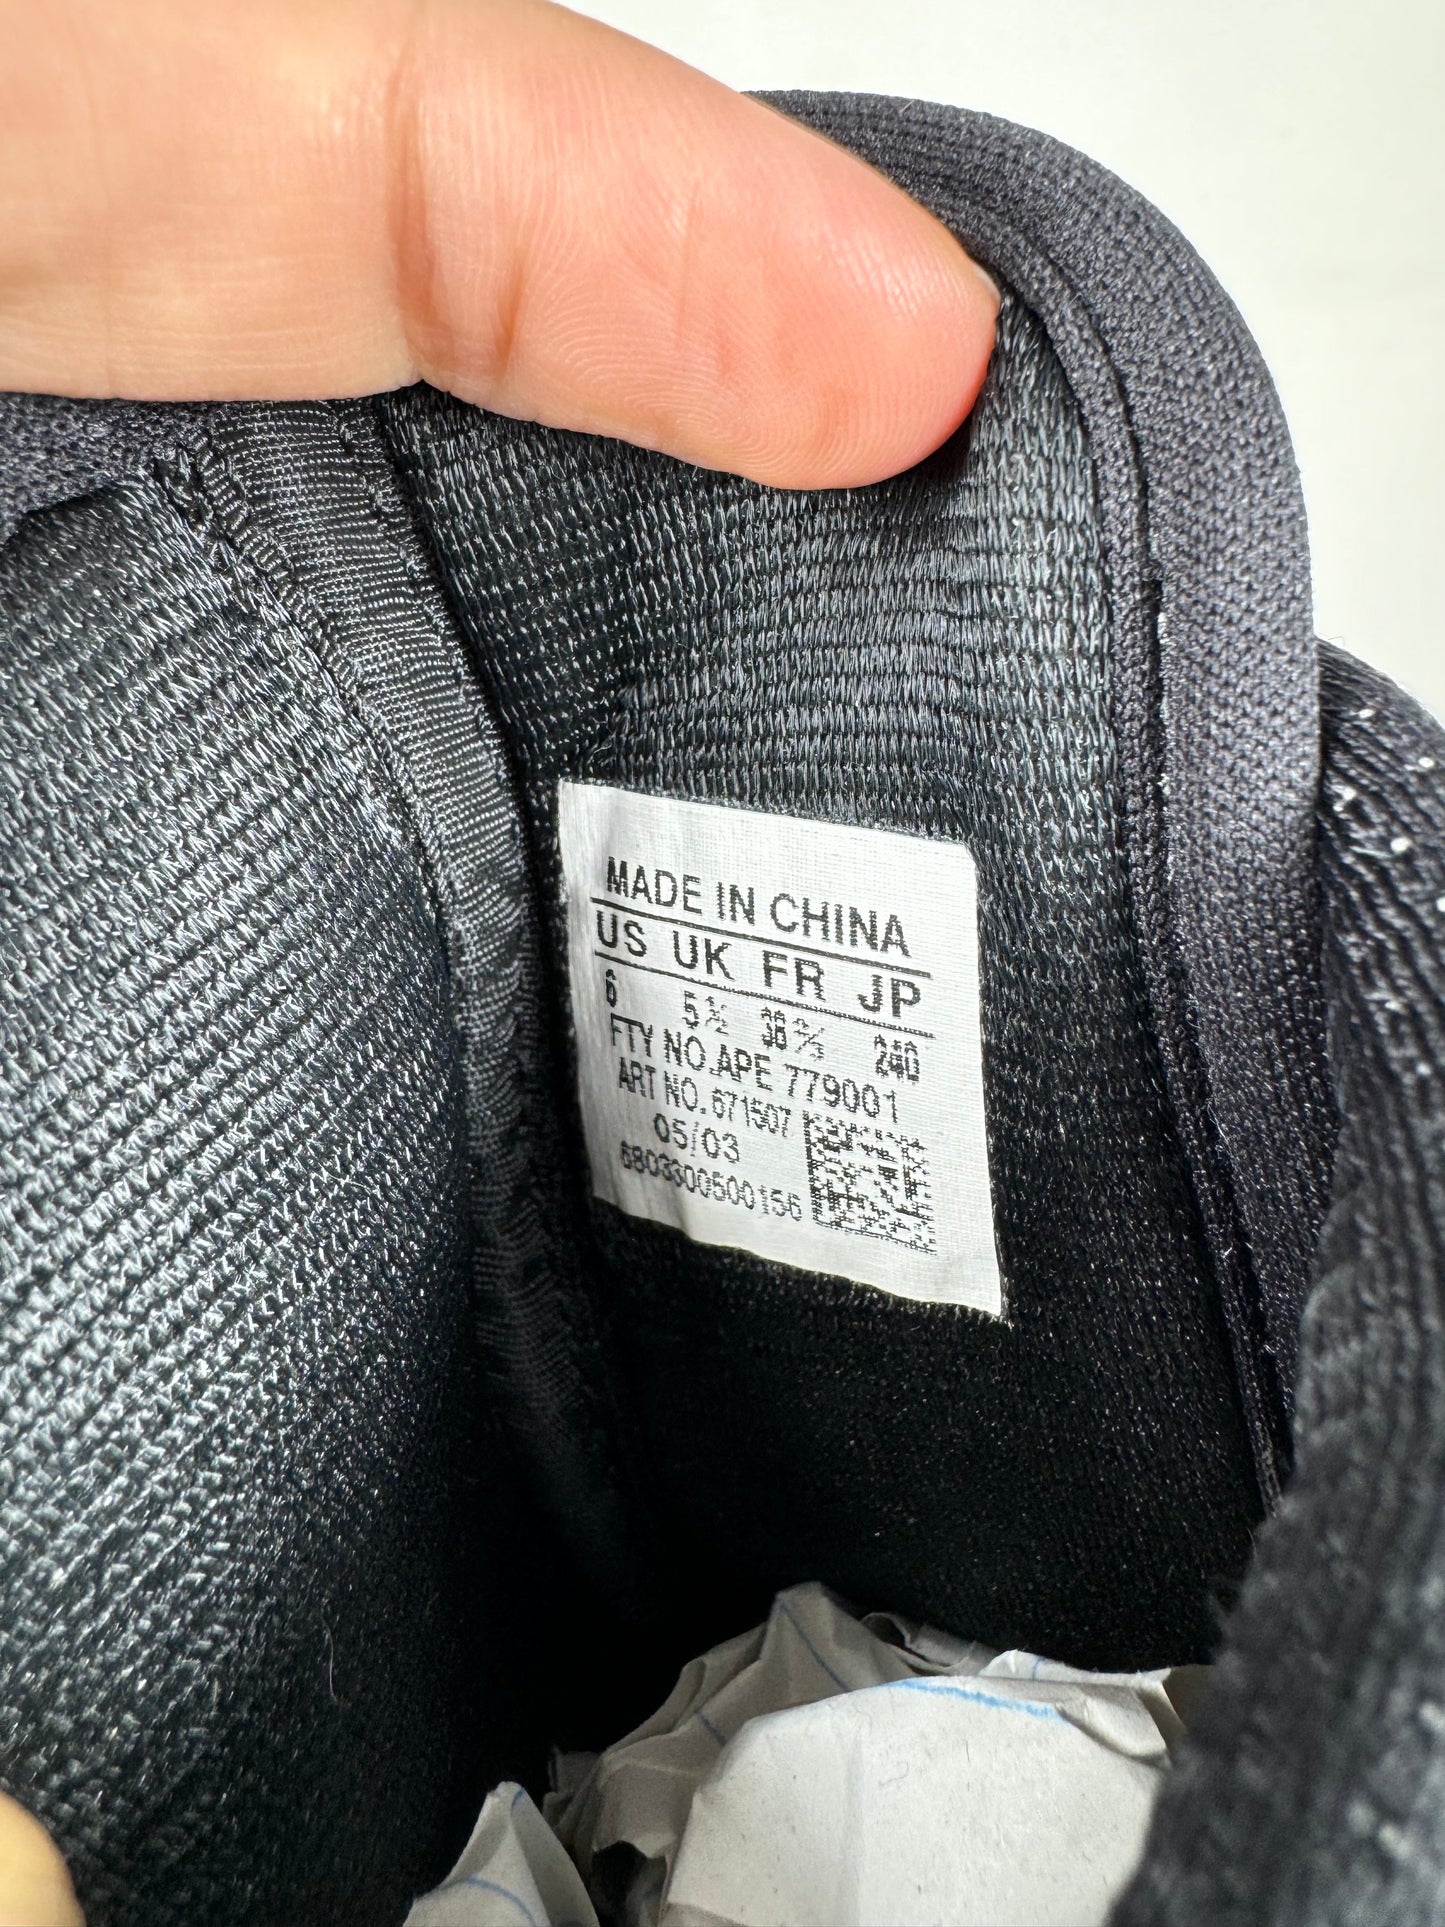 MADE IN CHINA
US UK FR JP
6 5½ 38⅔ 240
FTY NO.APE 779001
ART NO. 671507
05/03
6803300500156